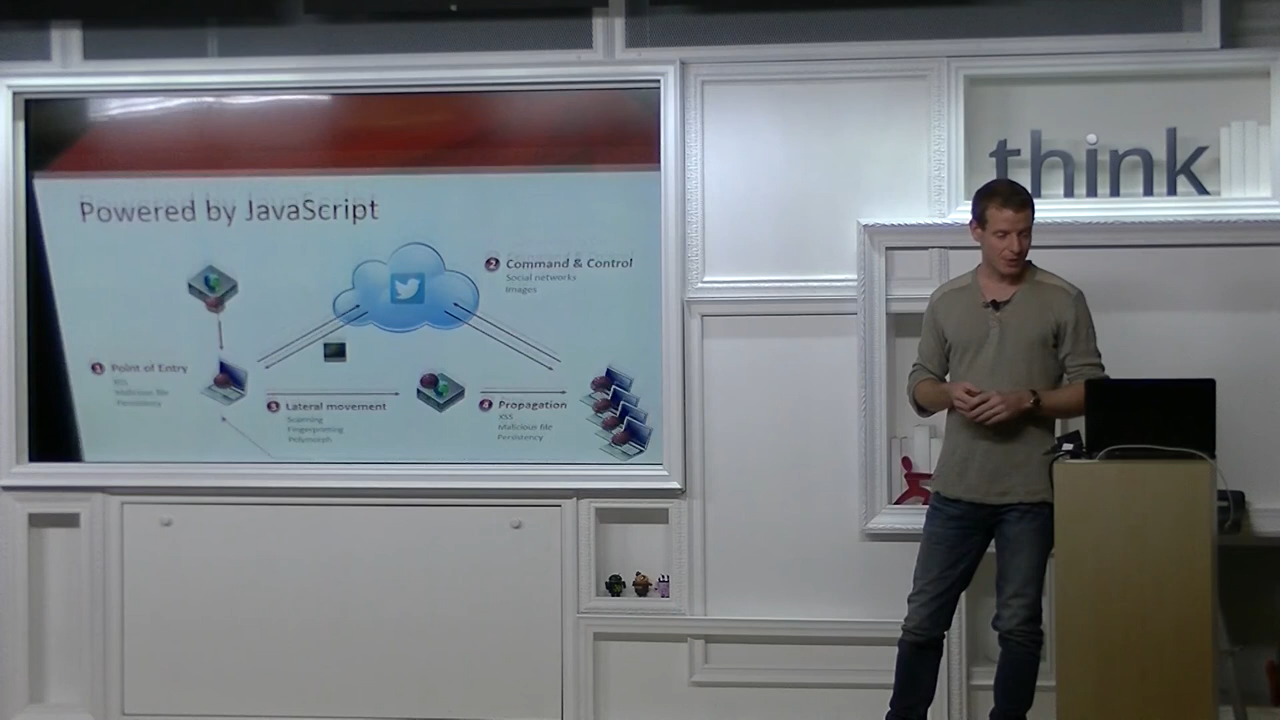 think
Powered by JavaScript
2 Command & Control
Social networks
Images
1 Point of Entry
XSS
Malicious file
Persistency
3 Lateral movement
Scanning
Fingerprinting
Polymorph
4 Propagation
XSS
Malicious file
Persistency